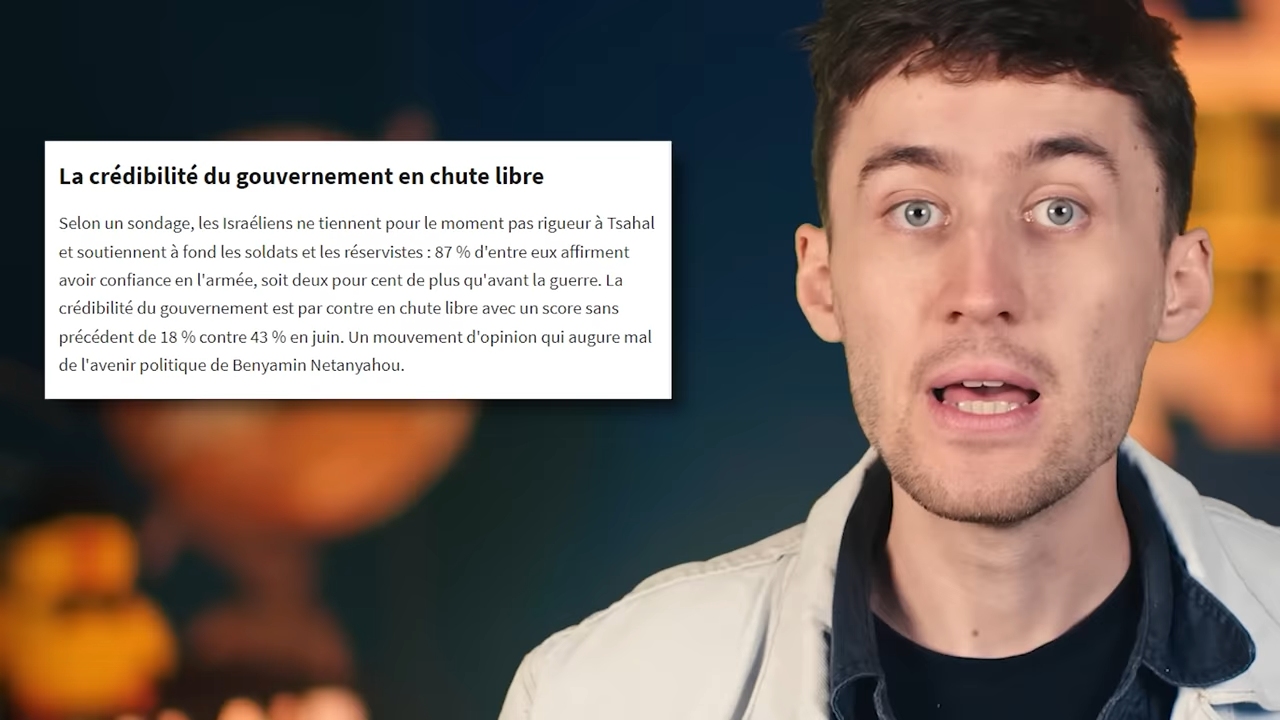 La crédibilité du gouvernement en chute libre
Selon un sondage, les Israéliens ne tiennent pour le moment pas rigueur à Tsahal
et soutiennent à fond les soldats et les réservistes : 87 % d'entre eux affirment
avoir confiance en l'armée, soit deux pour cent de plus qu'avant la guerre. La
crédibilité du gouvernement est par contre en chute libre avec un score sans
précédent de 18 % contre 43 % en juin. Un mouvement d'opinion qui augure mal
de l'avenir politique de Benyamin Netanyahou.